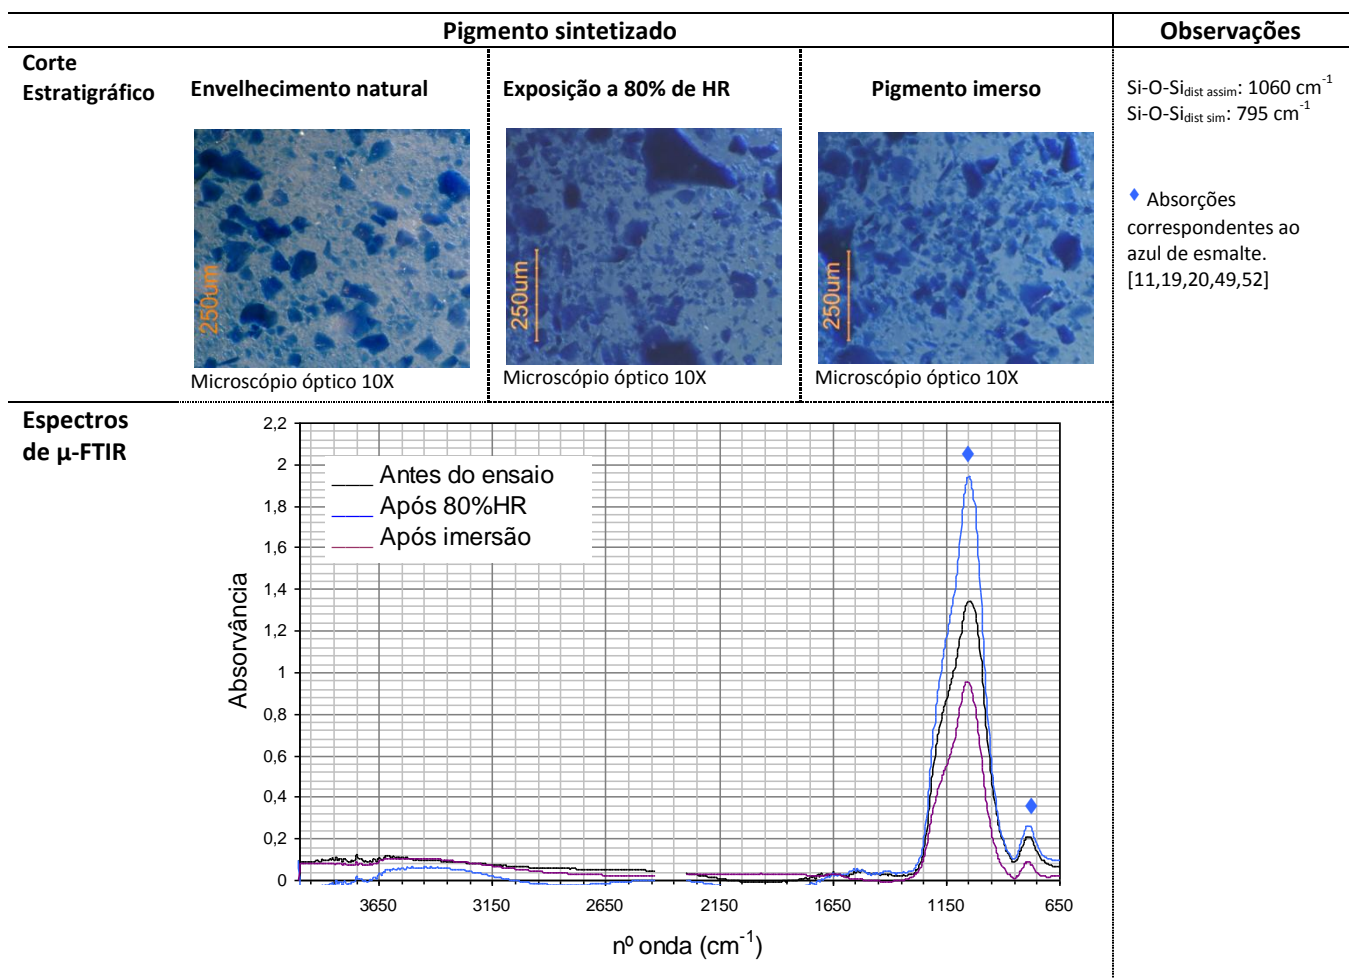 Pigmento sintetizado
Observações
Corte
Estratigráfico
Envelhecimento natural
Exposição a 80% de HR
Pigmento imerso
250um
250um
250um
Microscópio óptico 10X
Microscópio óptico 10X
Microscópio óptico 10X
Si-O-Si dist assim: 1060 cm-1
Si-O-Si dist sim: 795 cm-1
♦ Absorções
correspondentes ao
azul de esmalte.
[11,19,20,49,52]
Espectros
de µ-FTIR
2,2
2
1,8
1,6
1,4
1,2
1
0,8
0,6
0,4
0,2
0
Absorvância
Antes do ensaio
Após 80%HR
Após imersão
3650 3150 2650 2150 1650 1150 650
nº onda (cm-1)